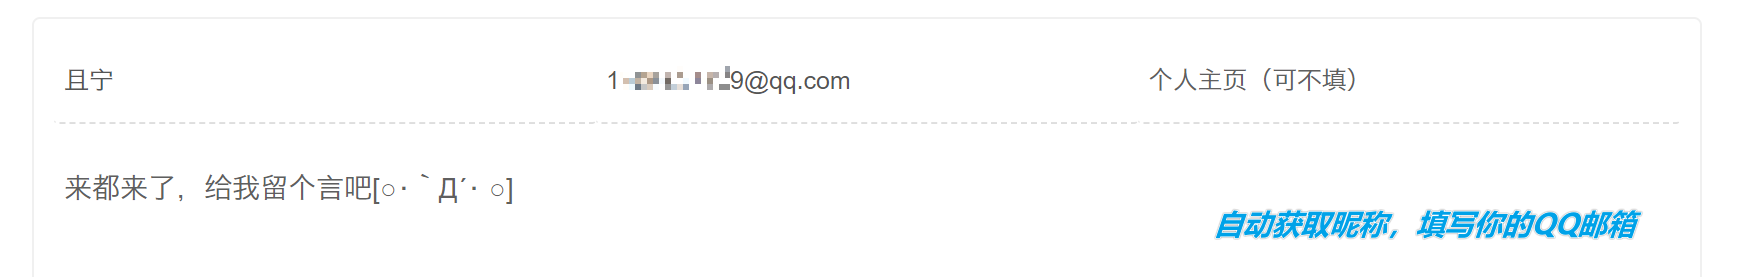 且宁
1 9@qq.com
个人主页（可不填）
来都来了，给我留个言吧[○･｀Д´･ ○]
自动获取昵称，填写你的QQ邮箱